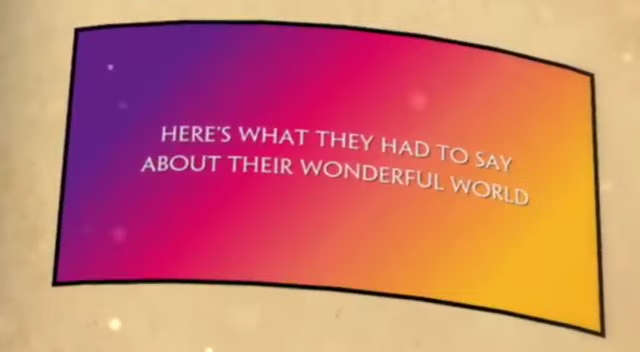 HERE'S WHAT THEY HAD TO SAY
ABOUT THEIR WONDERFUL WORLD